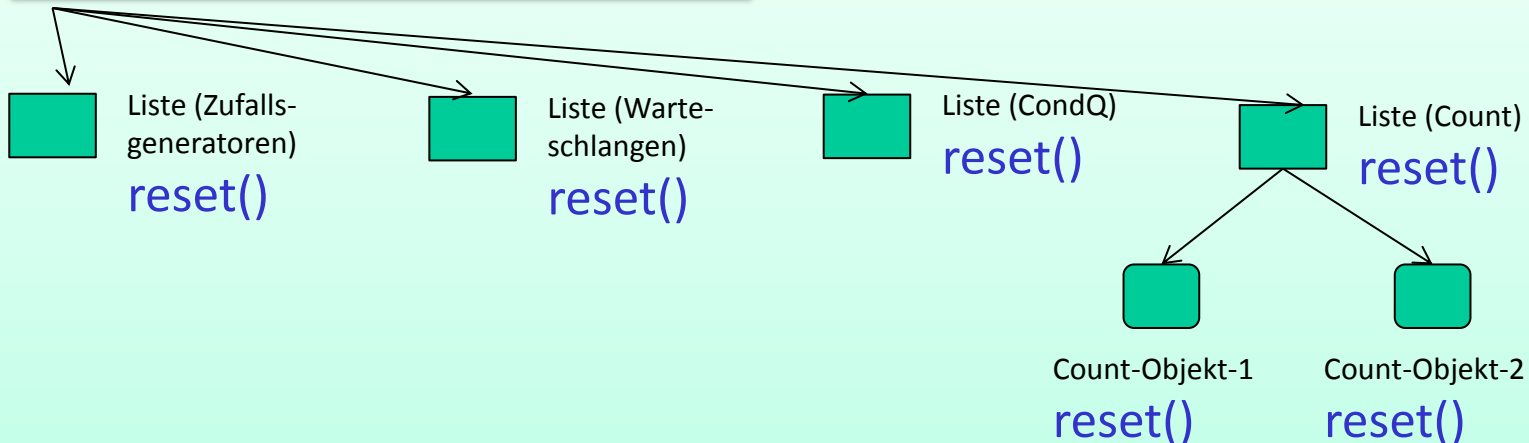 Liste (Zufalls-
generatoren)
reset()
Liste (Warte-
schlangen)
reset()
Liste (CondQ)
reset()
Liste (Count)
reset()
Count-Objekt-1
reset()
Count-Objekt-2
reset()